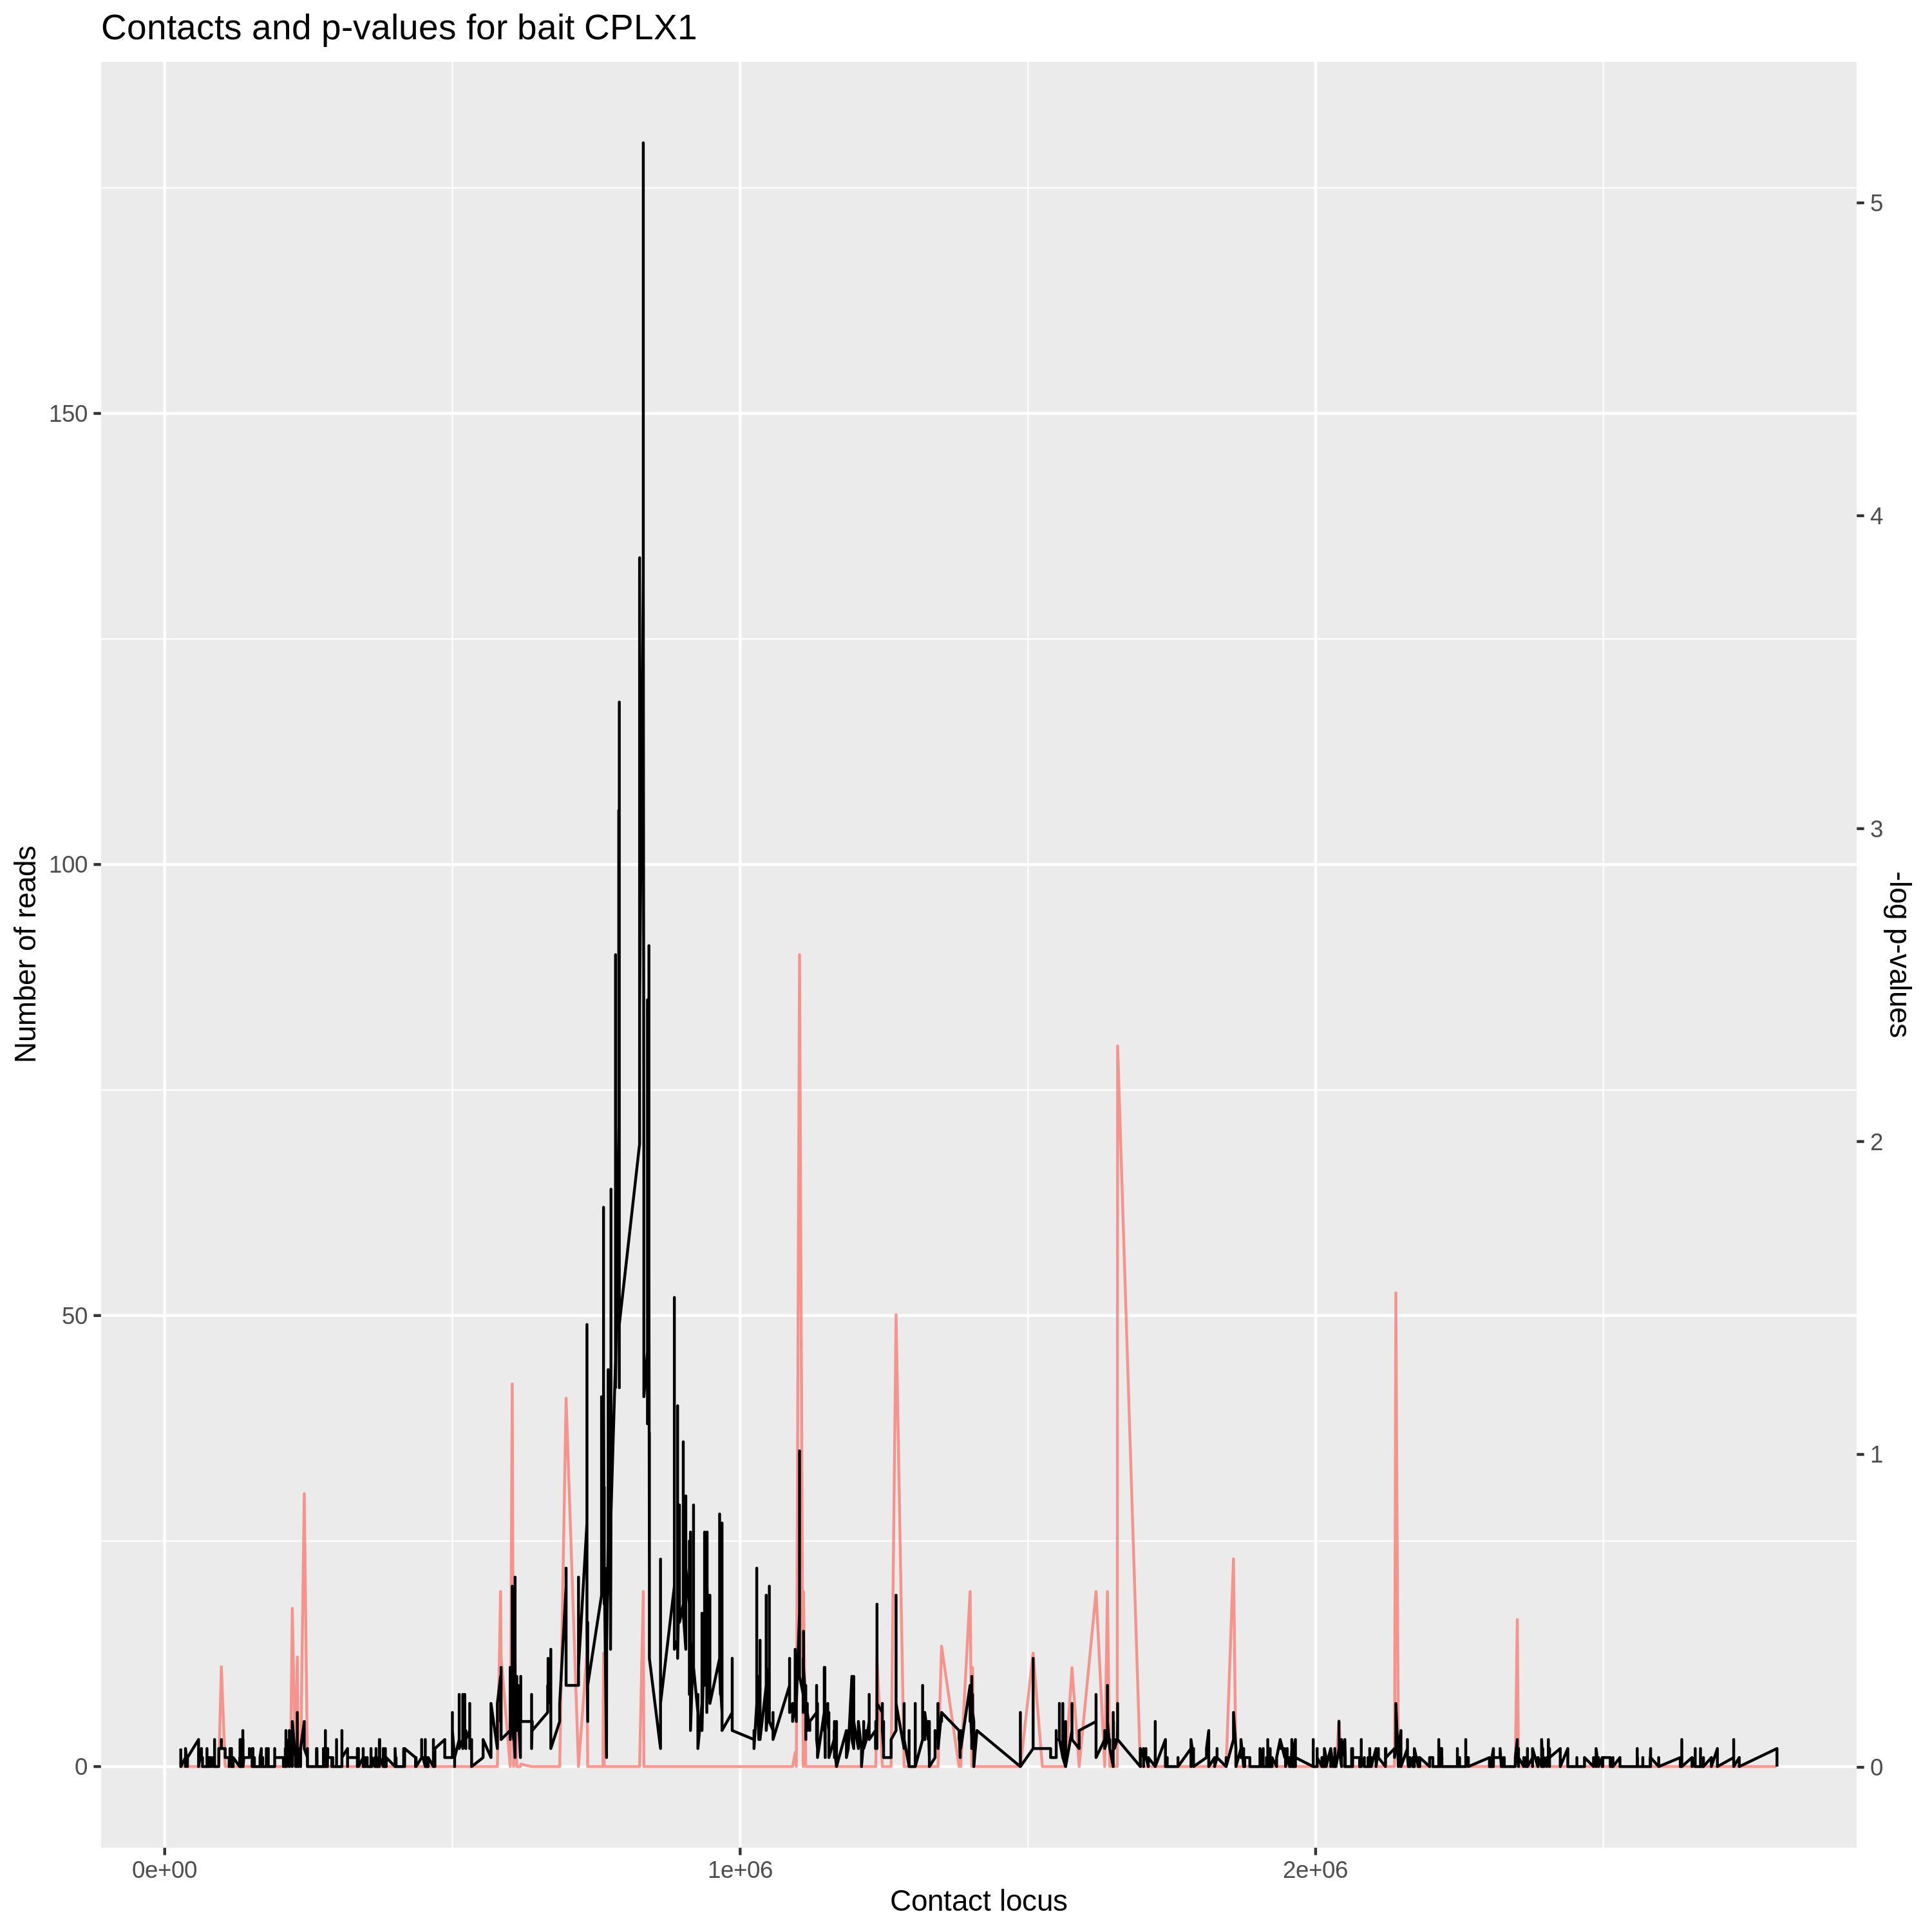 Contacts and p-values for bait CPLX1
Number of reads
150
100
50
0
5
4
3
2
1
0
-log p-values
0e+00
1e+06
2e+06
Contact locus